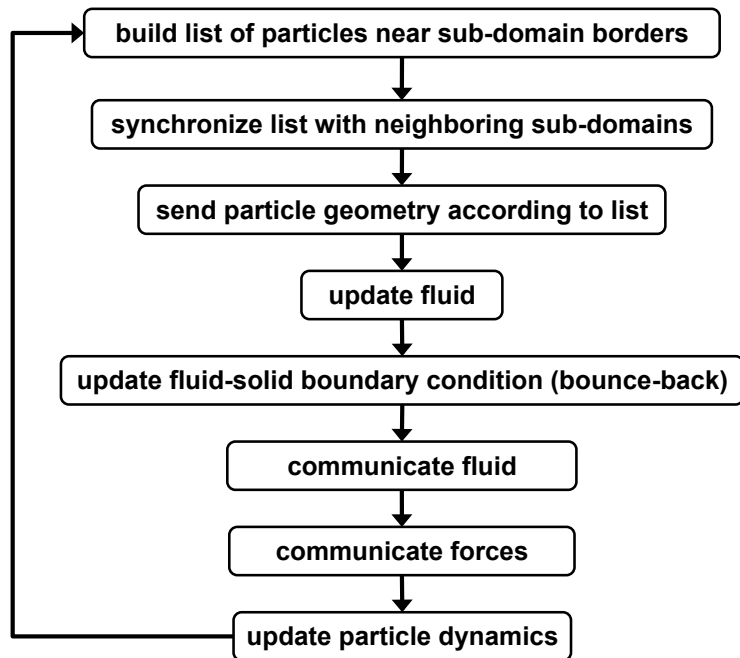 build list of particles near sub-domain borders
synchronize list with neighboring sub-domains
send particle geometry according to list
update fluid
update fluid-solid boundary condition (bounce-back)
communicate fluid
communicate forces
update particle dynamics